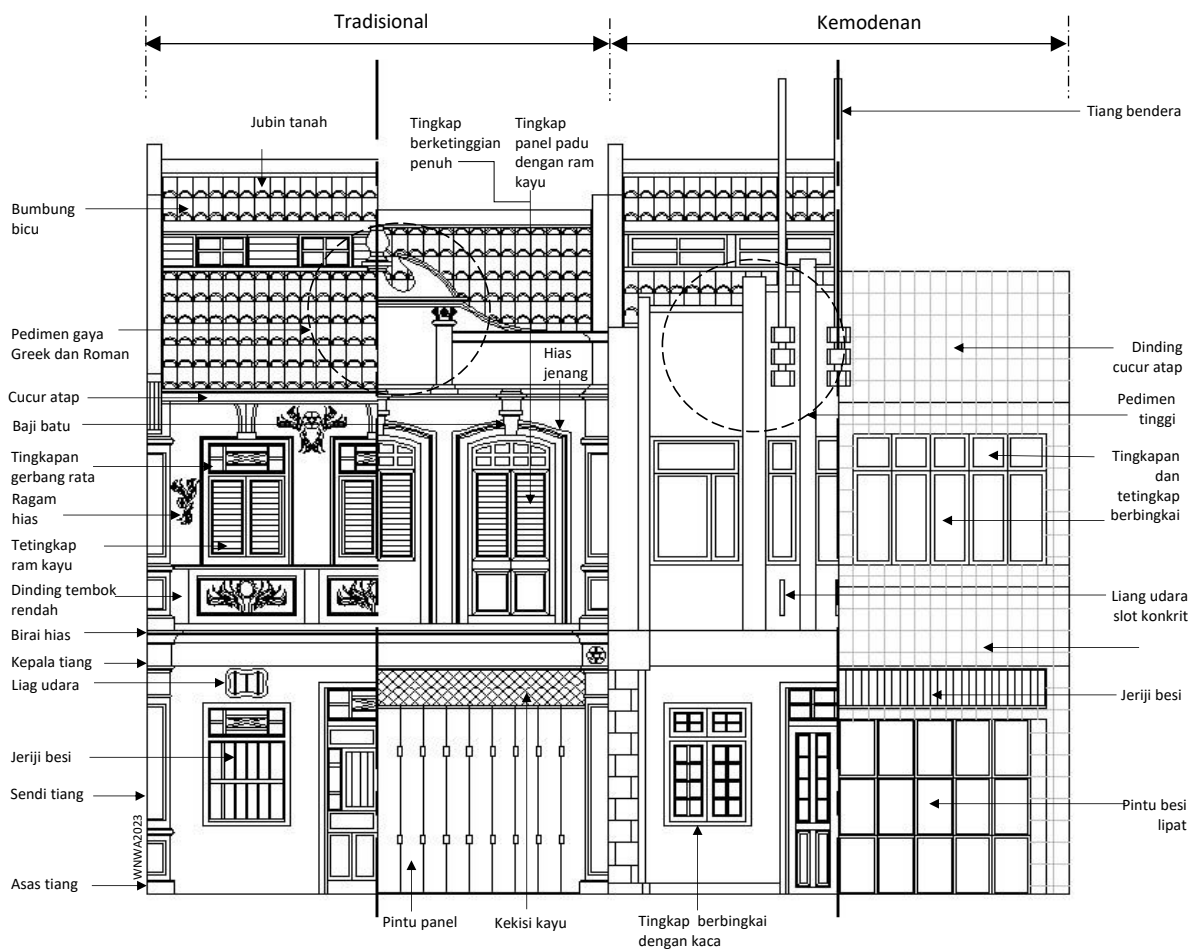 Tradisional
Kemodenan
Jubin tanah
Tingkap
berketinggian
penuh
Tingkap
panel padu
dengan ram
kayu
Tiang bendera
Bumbung
bicu
Pedimen gaya
Greek dan Roman
Hias
jenang
Dinding
cucur atap
Cucur atap
Pedimen
tinggi
Baji batu
Tingkapan
gerbang rata
Tingkapan
dan
tetingkap
berbingkai
Ragam
hias
Tetingkap
ram kayu
Dinding tembok
rendah
Liang udara
slot konkrit
Birai hias
Kepala tiang
Liag udara
Jeriji besi
Jeriji besi
Sendi tiang
Pintu besi
lipat
WNWA2023
Asas tiang
Pintu panel
Kekisi kayu
Tingkap berbingkai
dengan kaca